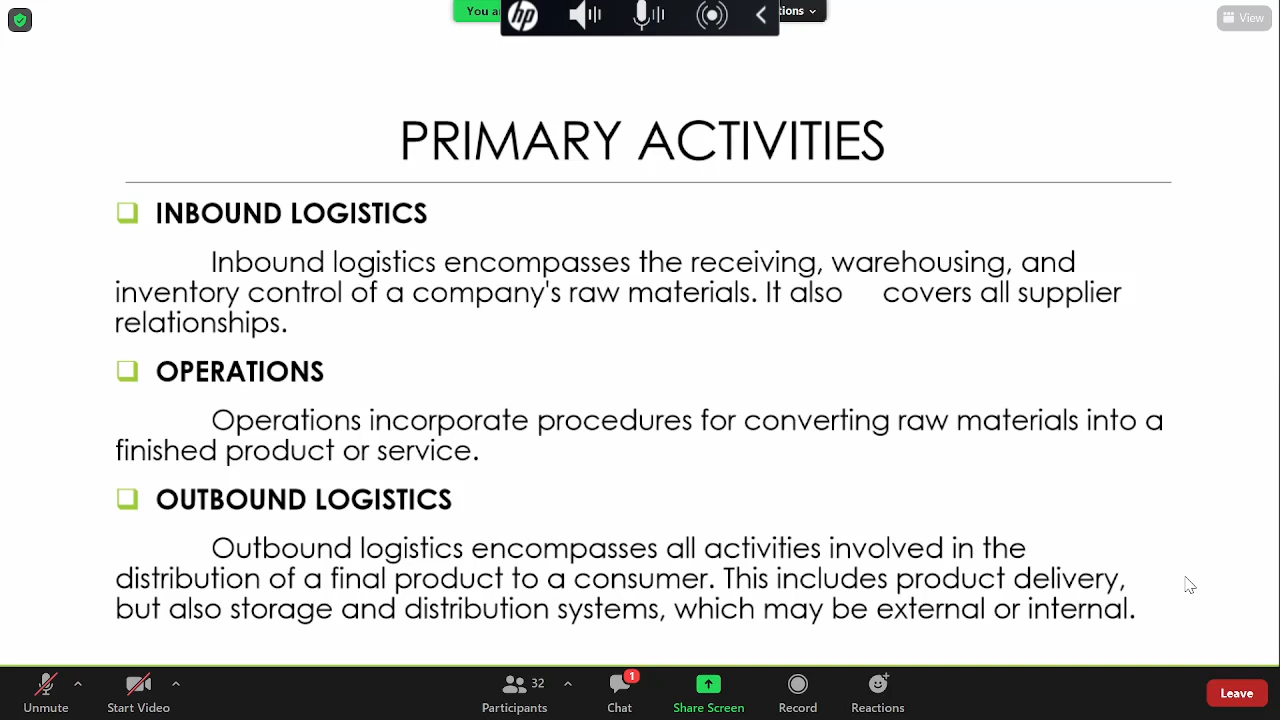 You a
hp
tions
View
PRIMARY ACTIVITIES
INBOUND LOGISTICS
Inbound logistics encompasses the receiving, warehousing, and
inventory control of a company's raw materials. It also covers all supplier
relationships.
OPERATIONS
Operations incorporate procedures for converting raw materials into a
finished product or service.
OUTBOUND LOGISTICS
Outbound logistics encompasses all activities involved in the
distribution of a final product to a consumer. This includes product delivery,
but also storage and distribution systems, which may be external or internal.
32
1
Unmute
Start Video
Participants
Chat
Share Screen
Record
Reactions
Leave